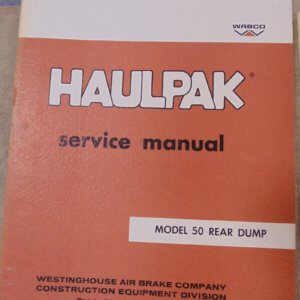 WABCO
HAULPAK®
service manual
MODEL 50 REAR DUMP
WESTINGHOUSE AIR BRAKE COMPANY
CONSTRUCTION EQUIPMENT DIVISION